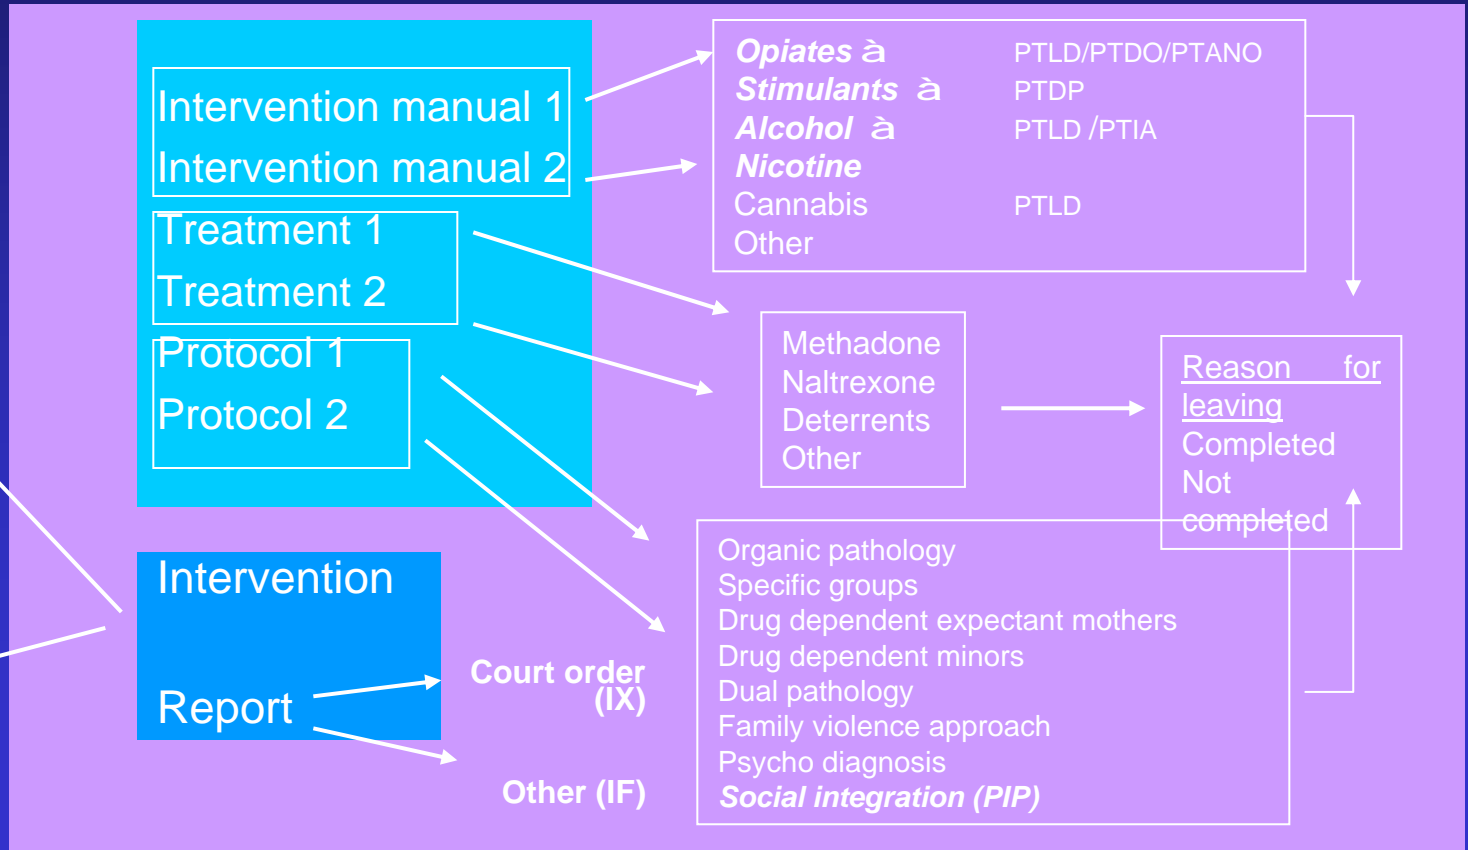 Intervention manual 1
Intervention manual 2
Treatment 1
Treatment 2
Protocol 1
Protocol 2
Opiates à PTLD/PTDO/PTANO
Stimulants à PTDP
Alcohol à PTLD /PTIA
Nicotine
Cannabis PTLD
Other
Methadone
Naltrexone
Deterrents
Other
Reason for
leaving
Completed
Not
completed
Intervention
Report
Court order
(IX)
Other (IF)
Organic pathology
Specific groups
Drug dependent expectant mothers
Drug dependent minors
Dual pathology
Family violence approach
Psycho diagnosis
Social integration (PIP)